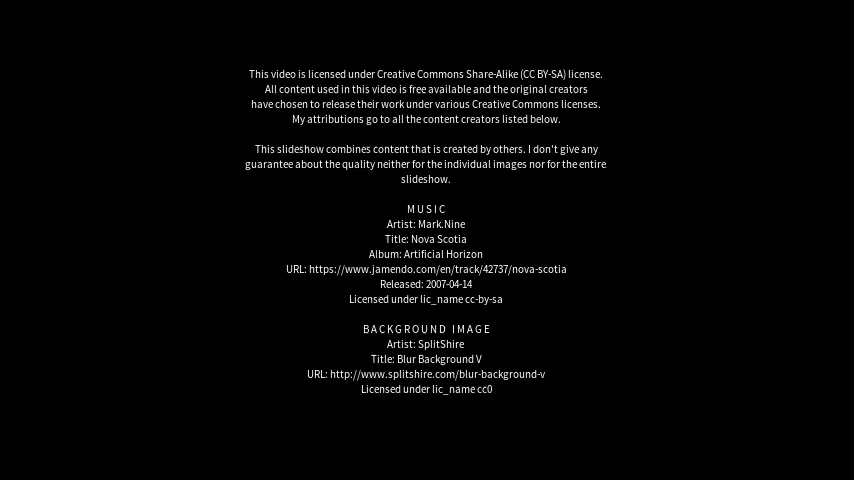 This video is licensed under Creative Commons Share-Alike (CC BY-SA) license.
All content used in this video is free available and the original creators
have chosen to release their work under various Creative Commons licenses.
My attributions go to all the content creators listed below.
This slideshow combines content that is created by others. I don't give any
guarantee about the quality neither for the individual images nor for the entire
slideshow.
MUSIC
Artist: Mark.Nine
Title: Nova Scotia
Album: Artificial Horizon
URL: https://www.jamendo.com/en/track/42737/nova-scotia
Released: 2007-04-14
Licensed under lic_name cc-by-sa
BACKGROUND IMAGE
Artist: SplitShire
Title: Blur Background V
URL: http://www.splitshire.com/blur-background-v
Licensed under lic_name cc0